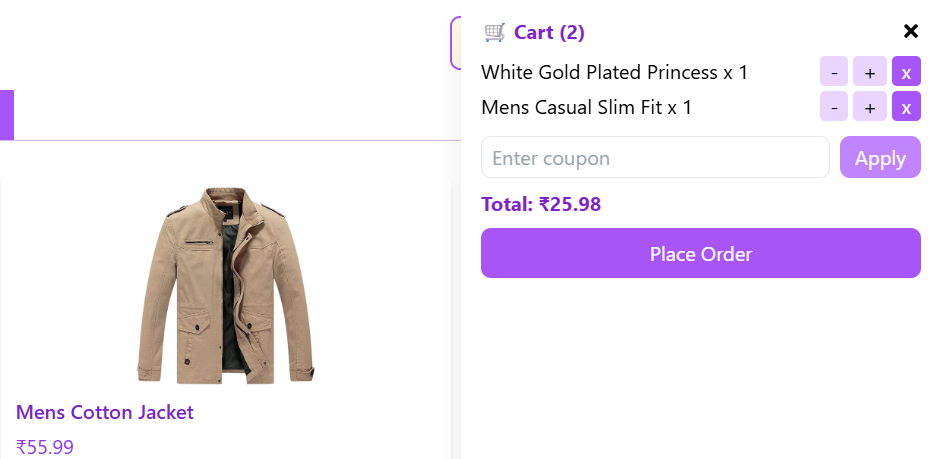 🛒 Cart (2)
White Gold Plated Princess x 1 - + x
Mens Casual Slim Fit x 1 - + x
Enter coupon Apply
Total: ₹25.98
Place Order
Mens Cotton Jacket
₹55.99